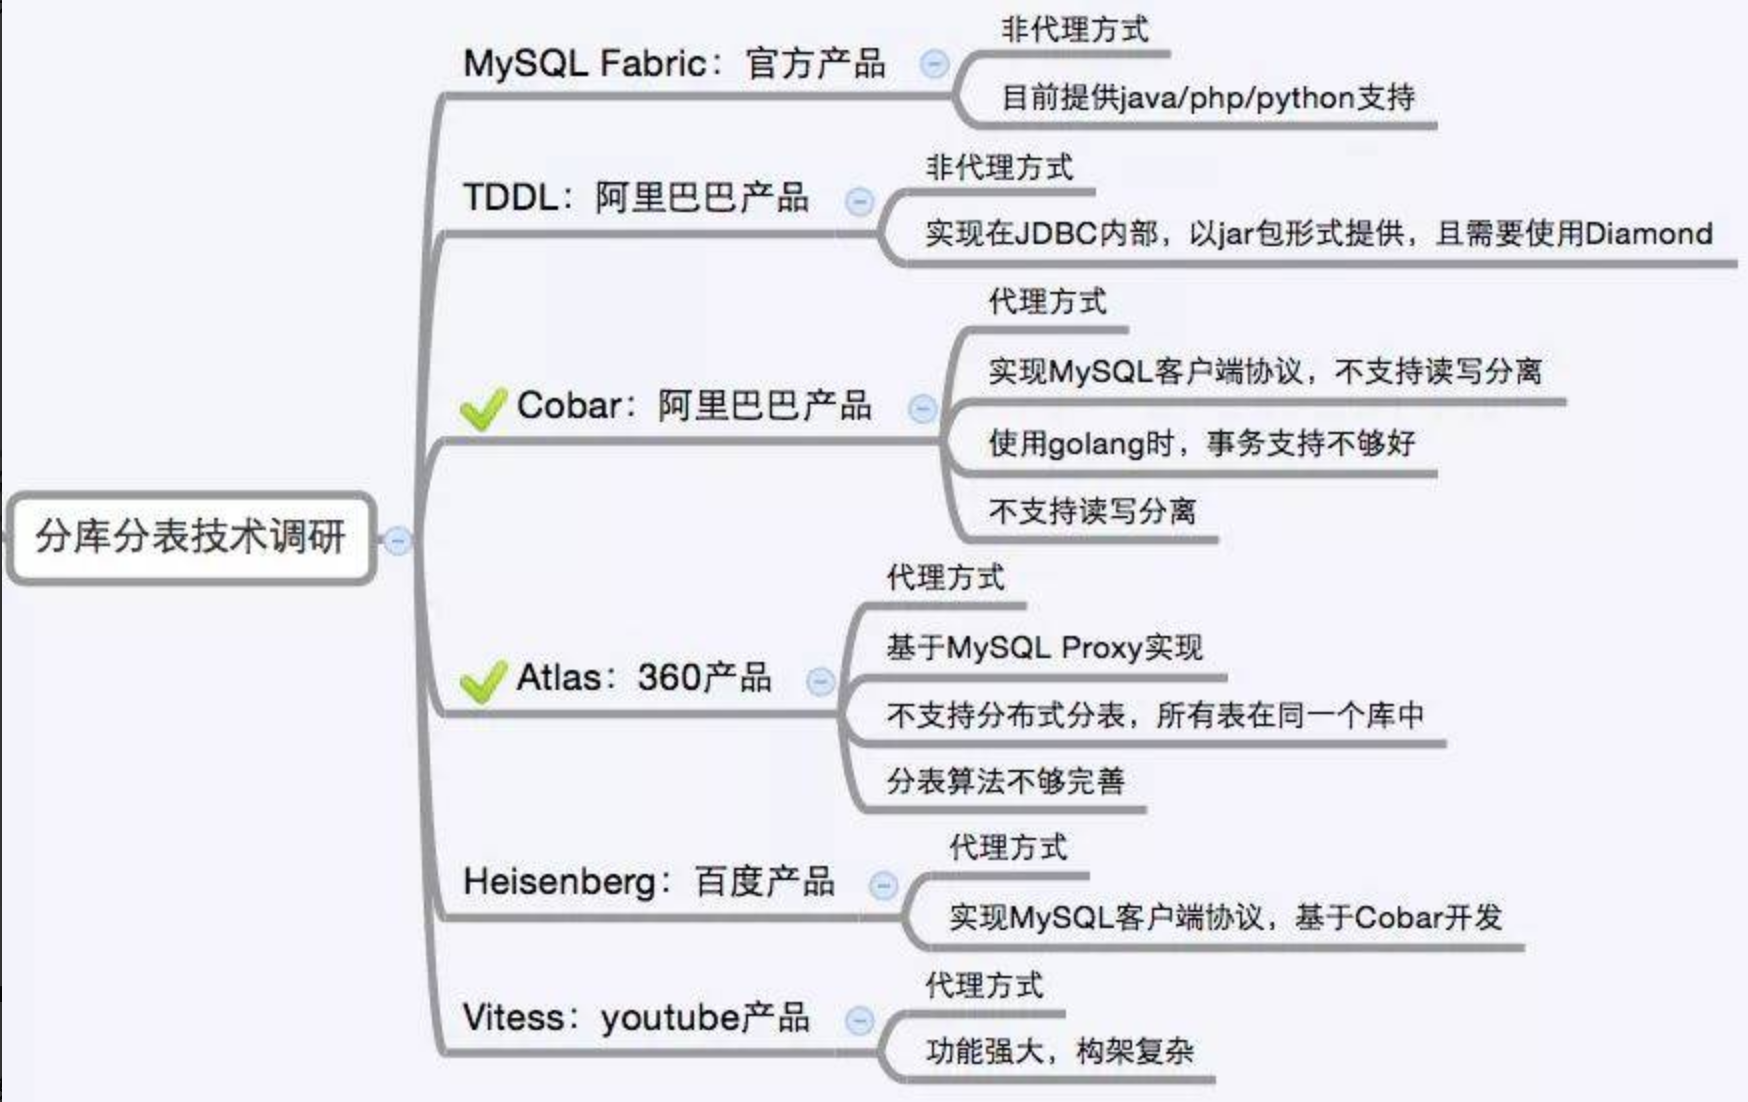 分库分表技术调研
MySQL Fabric：官方产品
非代理方式
目前提供java/php/python支持
TDDL：阿里巴巴产品
非代理方式
实现在JDBC内部，以jar包形式提供，且需要使用Diamond
Cobar：阿里巴巴产品
代理方式
实现MySQL客户端协议，不支持读写分离
使用golang时，事务支持不够好
不支持读写分离
Atlas：360产品
代理方式
基于MySQL Proxy实现
不支持分布式分表，所有表在同一个库中
分表算法不够完善
Heisenberg：百度产品
代理方式
实现MySQL客户端协议，基于Cobar开发
Vitess：youtube产品
代理方式
功能强大，构架复杂